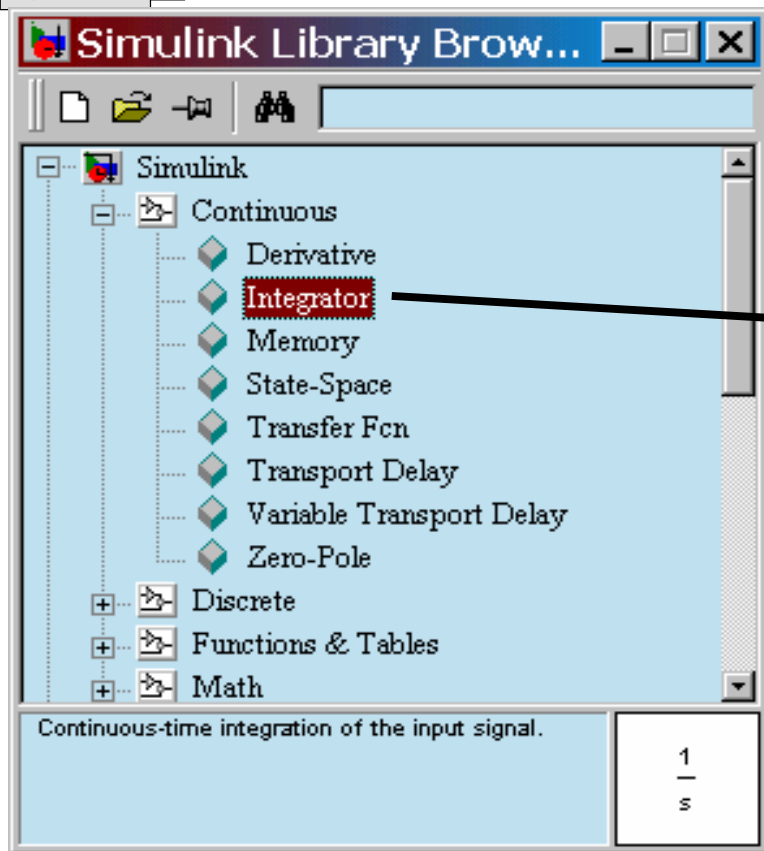 Simulink Library Brow...
Simulink
Continuous
Derivative
Integrator
Memory
State-Space
Transfer Fcn
Transport Delay
Variable Transport Delay
Zero-Pole
Discrete
Functions & Tables
Math
Continuous-time integration of the input signal.
1
s